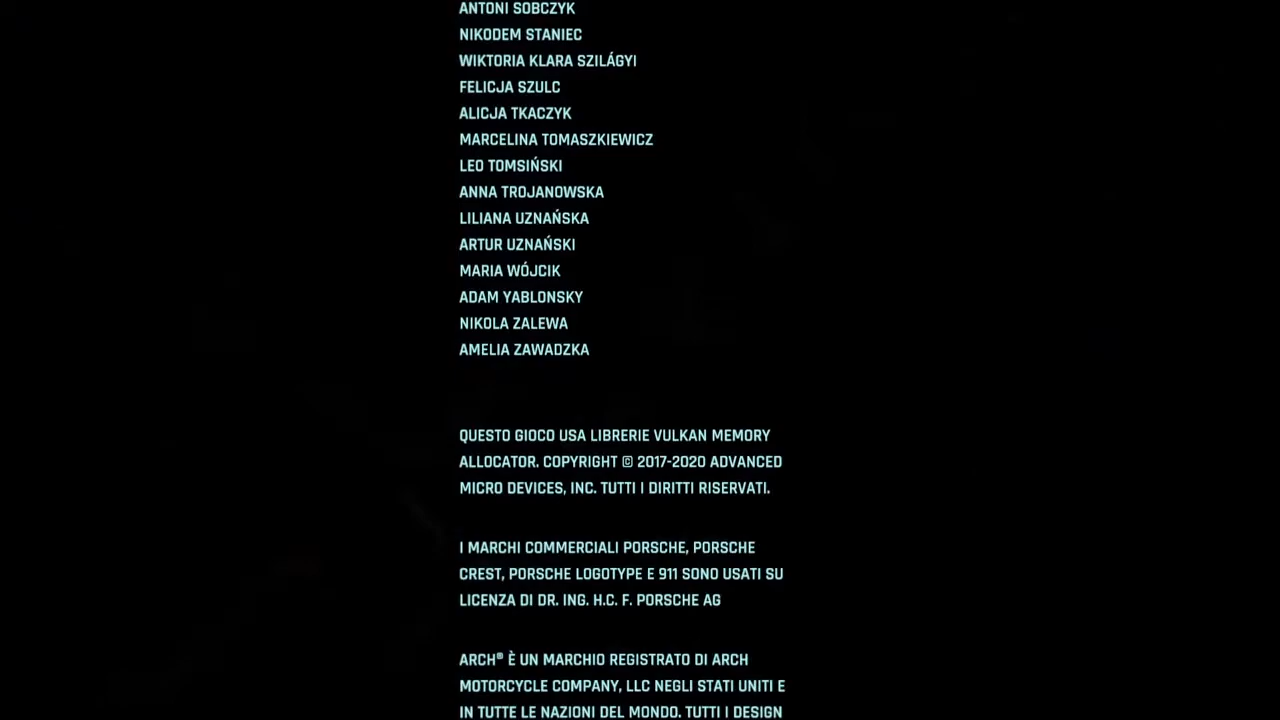 ANTONI SOBCZYK
NIKODEM STANIEC
WIKTORIA KLARA SZILÁGYI
FELICJA SZULC
ALICJA TKACZYK
MARCELINA TOMASZKIEWICZ
LEO TOMSIŃSKI
ANNA TROJANOWSKA
LILIANA UZNAŃSKA
ARTUR UZNAŃSKI
MARIA WÓJCIK
ADAM YABLONSKY
NIKOLA ZALEWA
AMELIA ZAWADZKA
QUESTO GIOCO USA LIBRERIE VULKAN MEMORY
ALLOCATOR. COPYRIGHT © 2017-2020 ADVANCED
MICRO DEVICES, INC. TUTTI I DIRITTI RISERVATI.
I MARCHI COMMERCIALI PORSCHE, PORSCHE
CREST, PORSCHE LOGOTYPE E 911 SONO USATI SU
LICENZA DI DR. ING. H.C. F. PORSCHE AG
ARCH® È UN MARCHIO REGISTRATO DI ARCH
MOTORCYCLE COMPANY, LLC NEGLI STATI UNITI E
IN TUTTE LE NAZIONI DEL MONDO. TUTTI I DESIGN